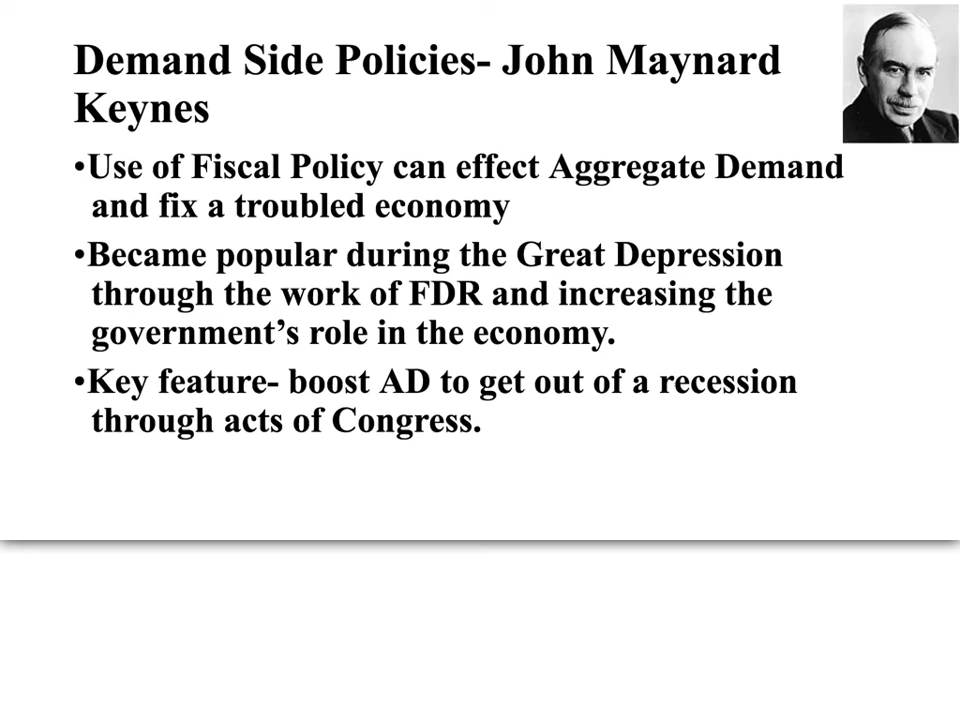 Demand Side Policies- John Maynard
Keynes
•Use of Fiscal Policy can effect Aggregate Demand
and fix a troubled economy
•Became popular during the Great Depression
through the work of FDR and increasing the
government’s role in the economy.
•Key feature- boost AD to get out of a recession
through acts of Congress.